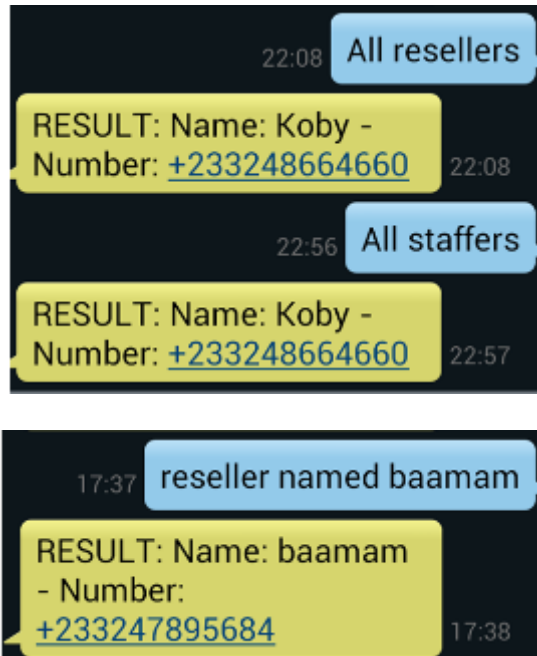 22:08 All resellers
RESULT: Name: Koby -
Number: +233248664660 22:08
22:56 All staffers
RESULT: Name: Koby -
Number: +233248664660 22:57
17:37 reseller named baamam
RESULT: Name: baamam
- Number:
+233247895684 17:38